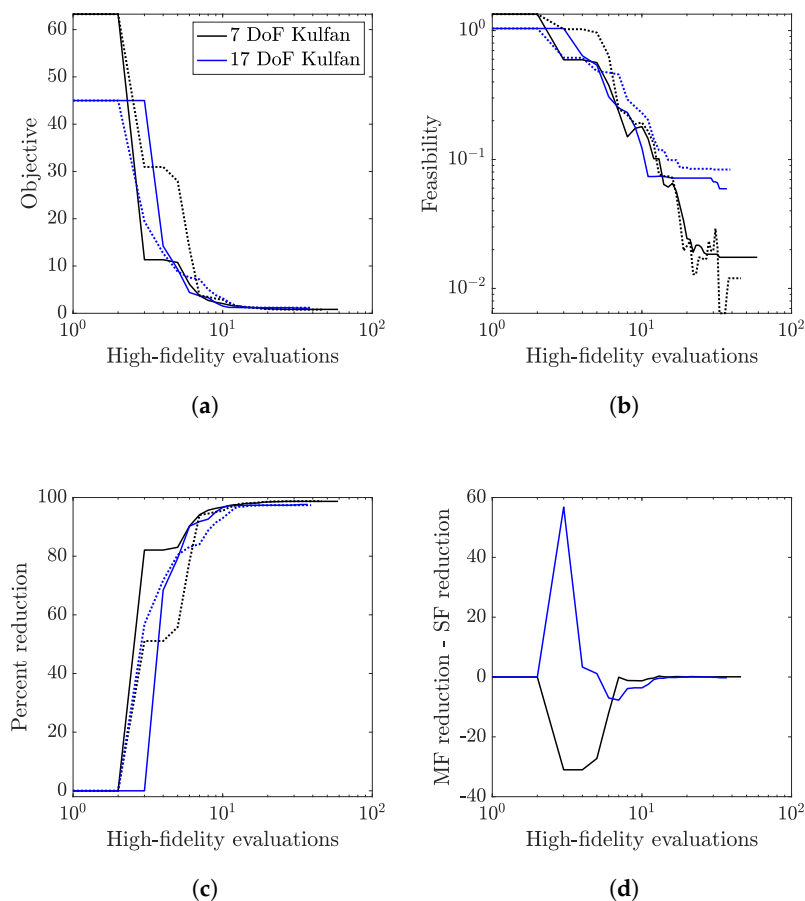 7 DoF Kulfan
17 DoF Kulfan
60
50
40
30
20
10
0
Objective
10^0
10^1
10^2
High-fidelity evaluations
(a)
10^0
10^-1
10^-2
Feasibility
10^0
10^1
10^2
High-fidelity evaluations
(b)
100
80
60
40
20
0
Percent reduction
10^0
10^1
10^2
High-fidelity evaluations
(c)
60
40
20
0
-20
-40
MF reduction - SF reduction
10^0
10^1
10^2
High-fidelity evaluations
(d)